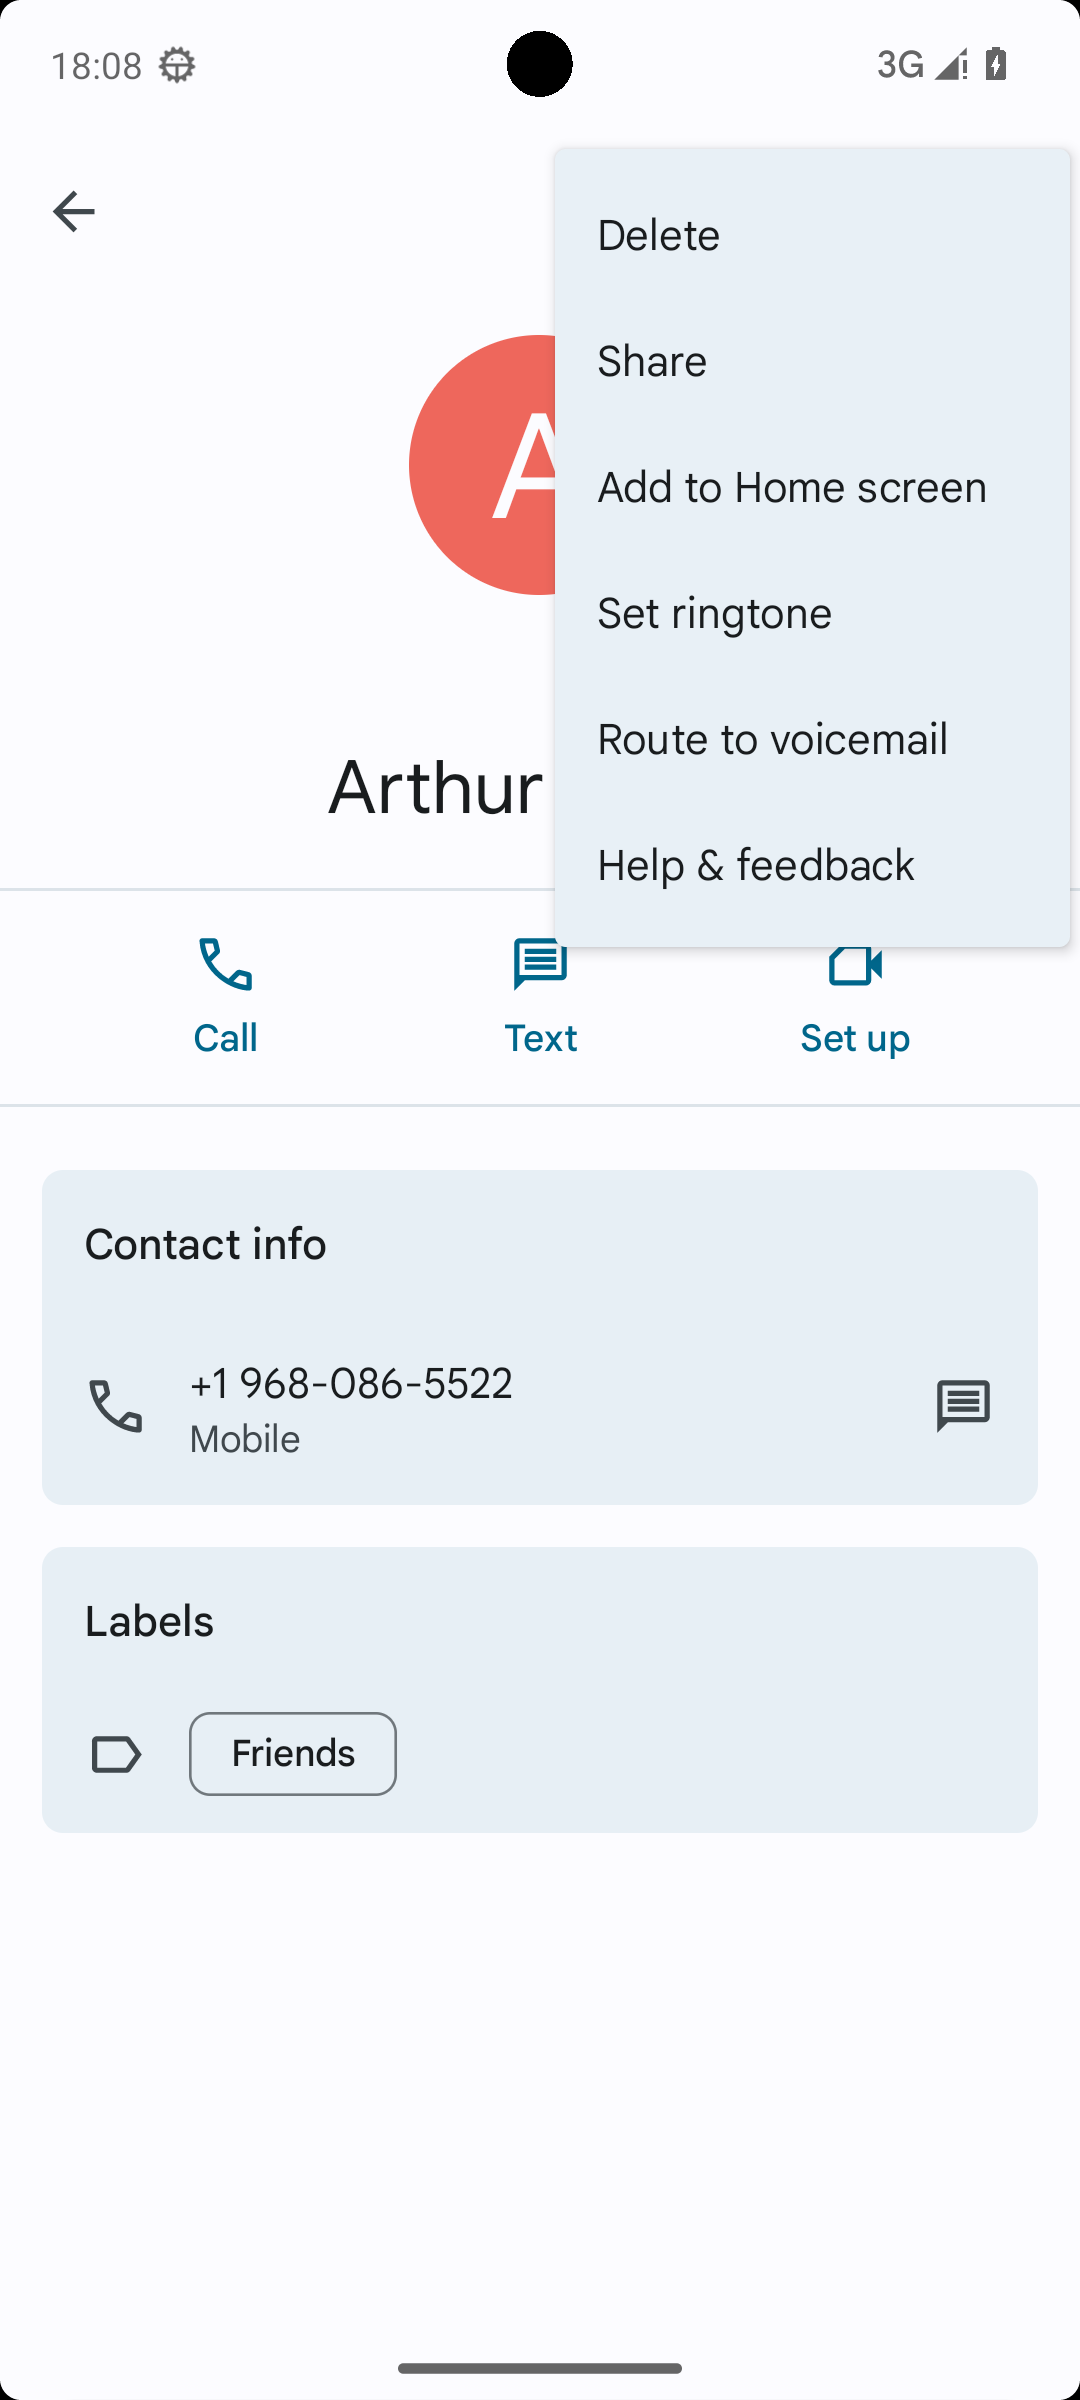 18:08
3G
Delete
Share
Add to Home screen
Set ringtone
Route to voicemail
Help & feedback
A
Arthur
Call
Text
Set up
Contact info
+1 968-086-5522
Mobile
Labels
Friends